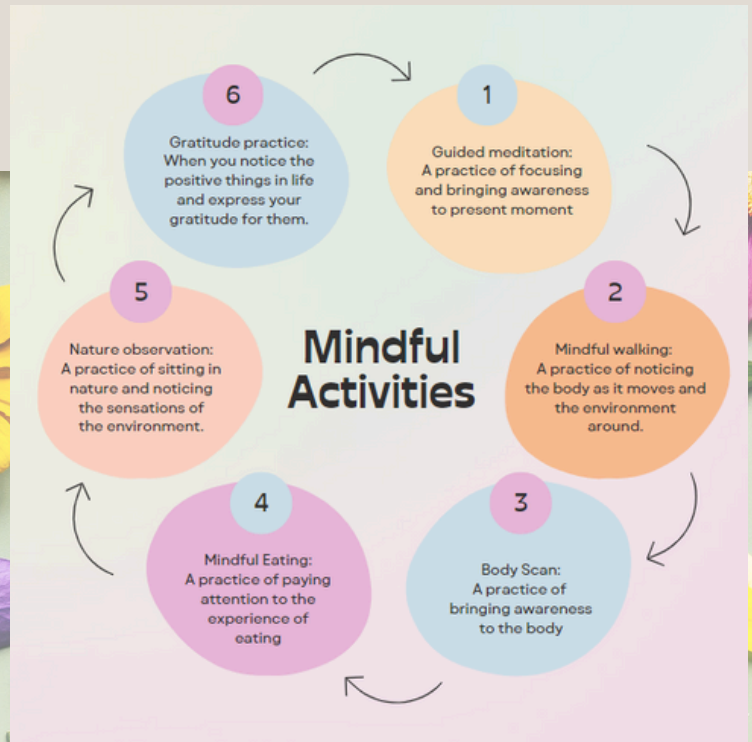 Mindful
Activities
1
Guided meditation:
A practice of focusing
and bringing awareness
to present moment
2
Mindful walking:
A practice of noticing
the body as it moves and
the environment
around.
3
Body Scan:
A practice of
bringing awareness
to the body
4
Mindful Eating:
A practice of paying
attention to the
experience of
eating
5
Nature observation:
A practice of sitting in
nature and noticing
the sensations of
the environment.
6
Gratitude practice:
When you notice the
positive things in life
and express your
gratitude for them.